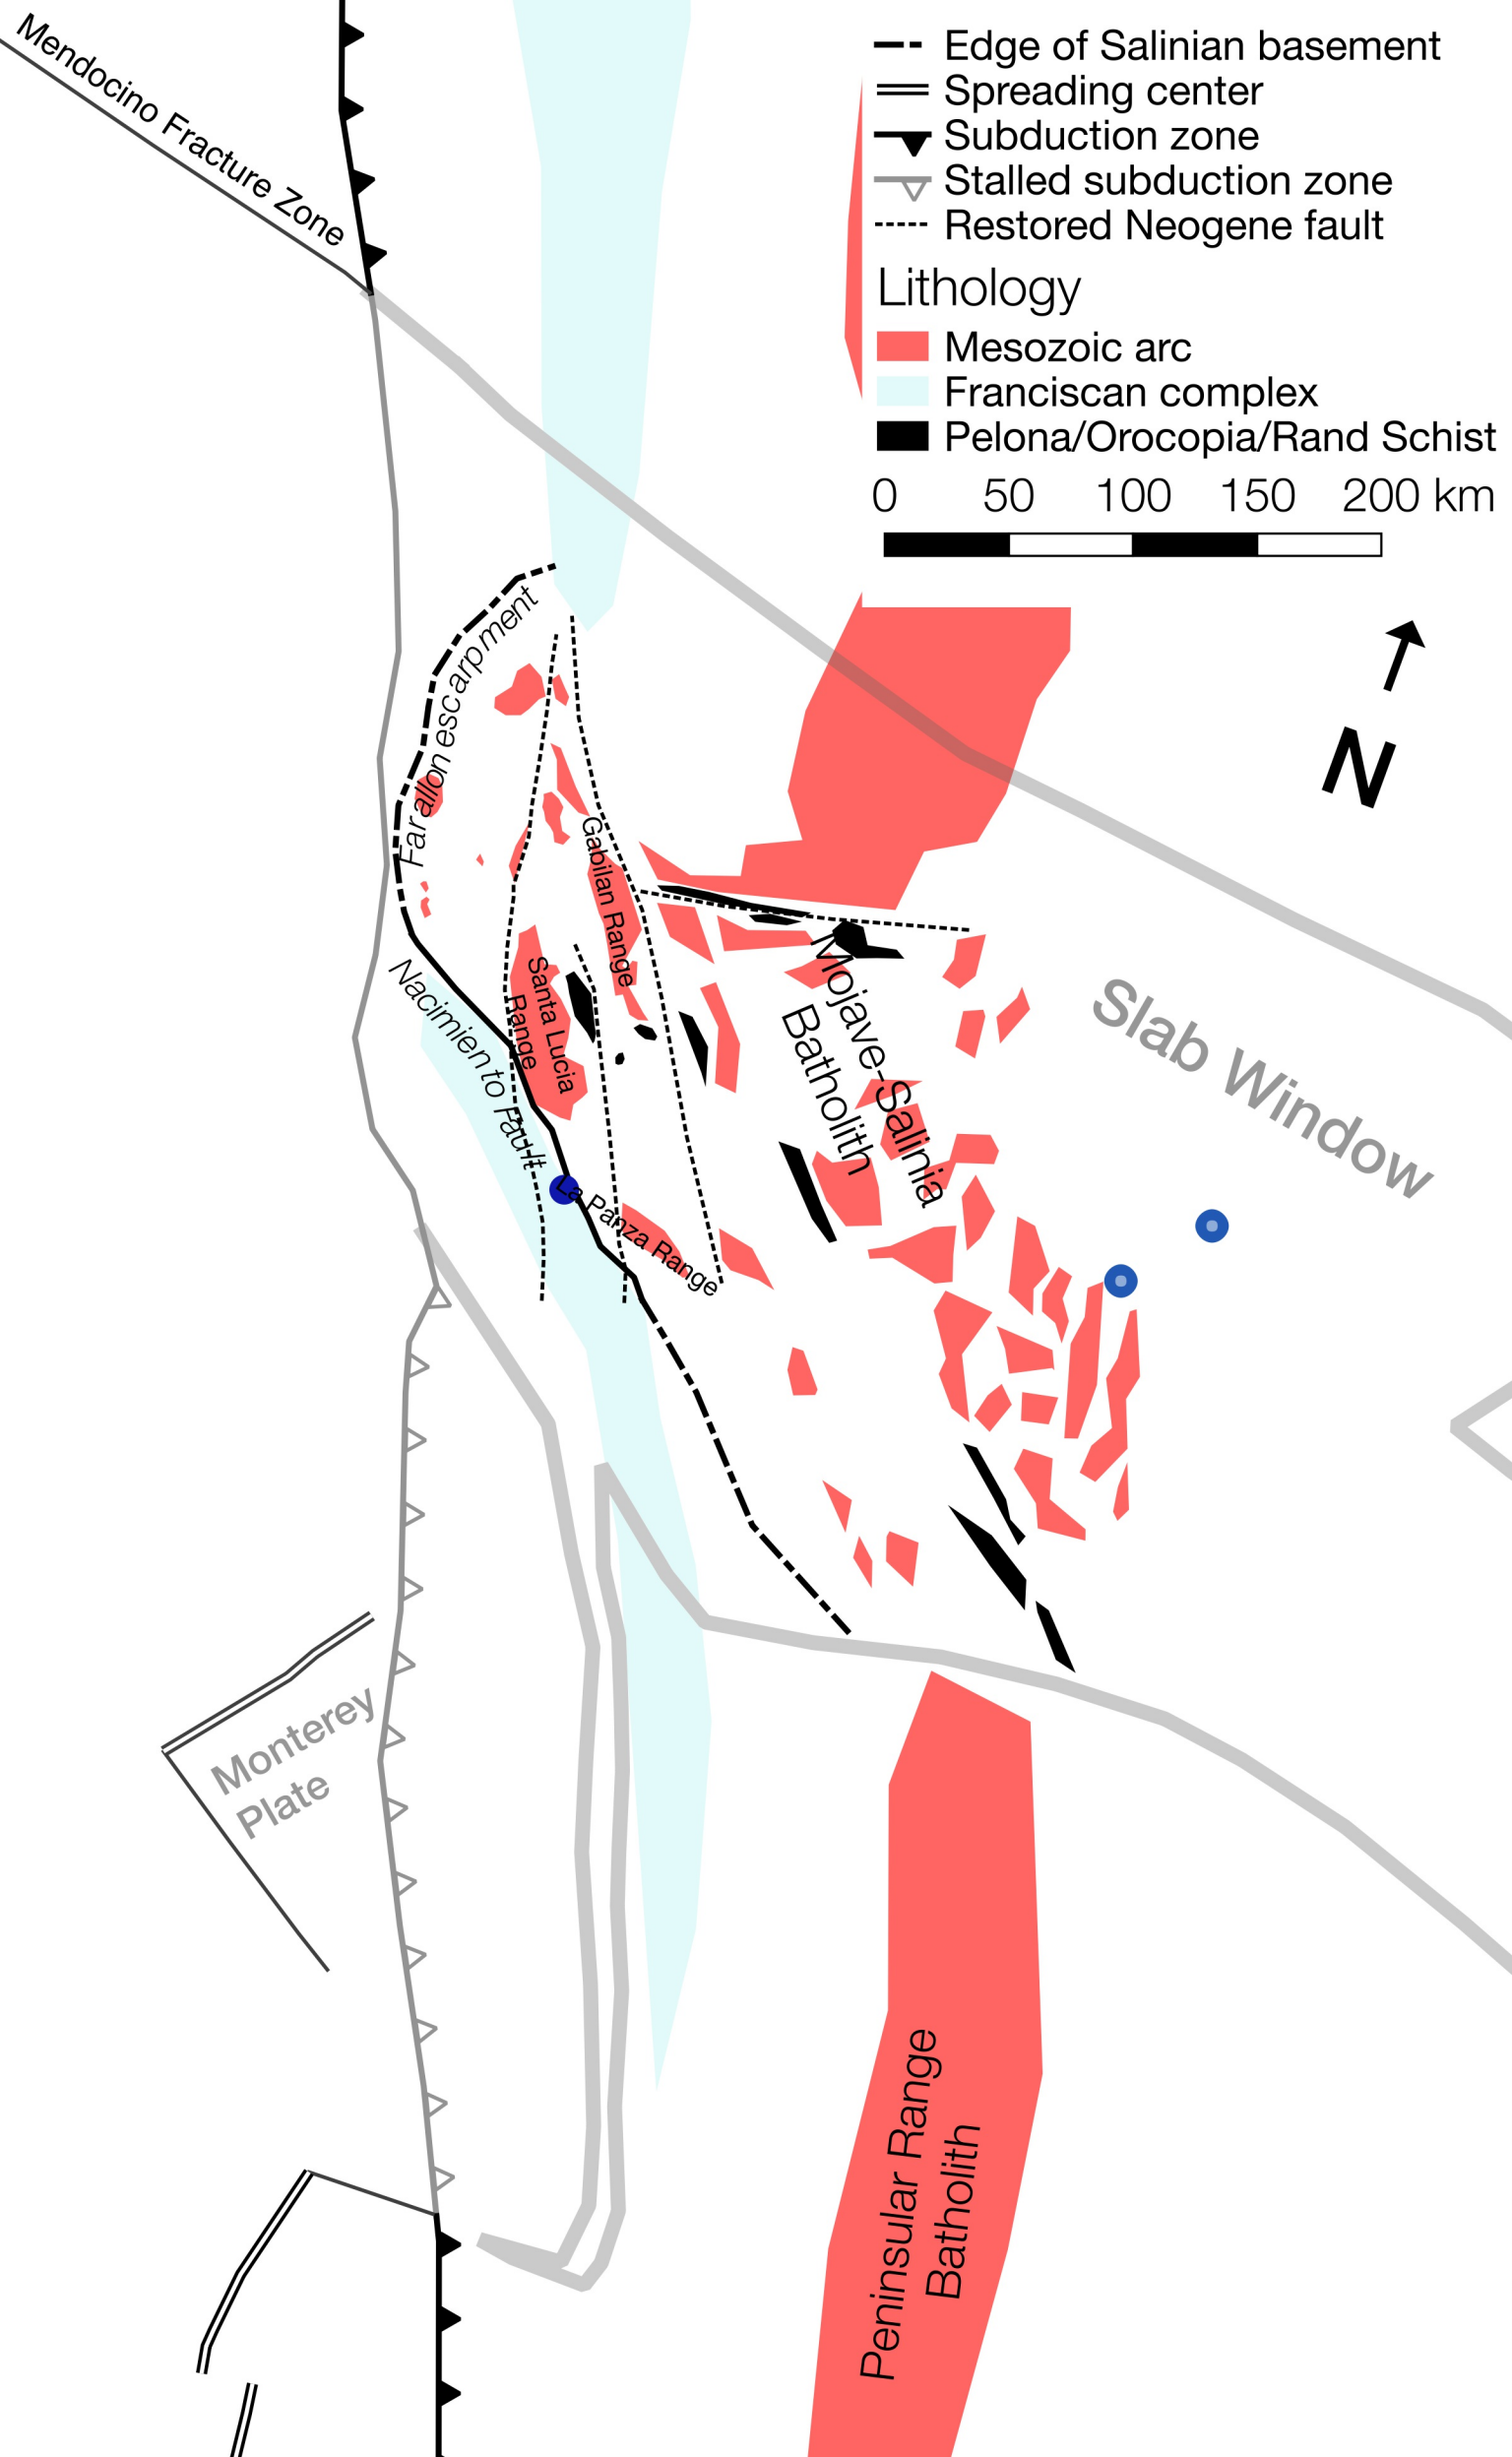 Mendocino Fracture Zone
Edge of Salinian basement
Spreading center
Subduction zone
Stalled subduction zone
Restored Neogene fault
Lithology
Mesozoic arc
Franciscan complex
Pelona/Orocopia/Rand Schist
0 50 100 150 200 km
N
Farallon escarpment
Gabilan Range
Santa Lucia
Range
Nacimiento Fault
La Panza Range
Mojave-Salinia
Batholith
Slab Window
Monterey
Plate
Peninsular Range
Batholith